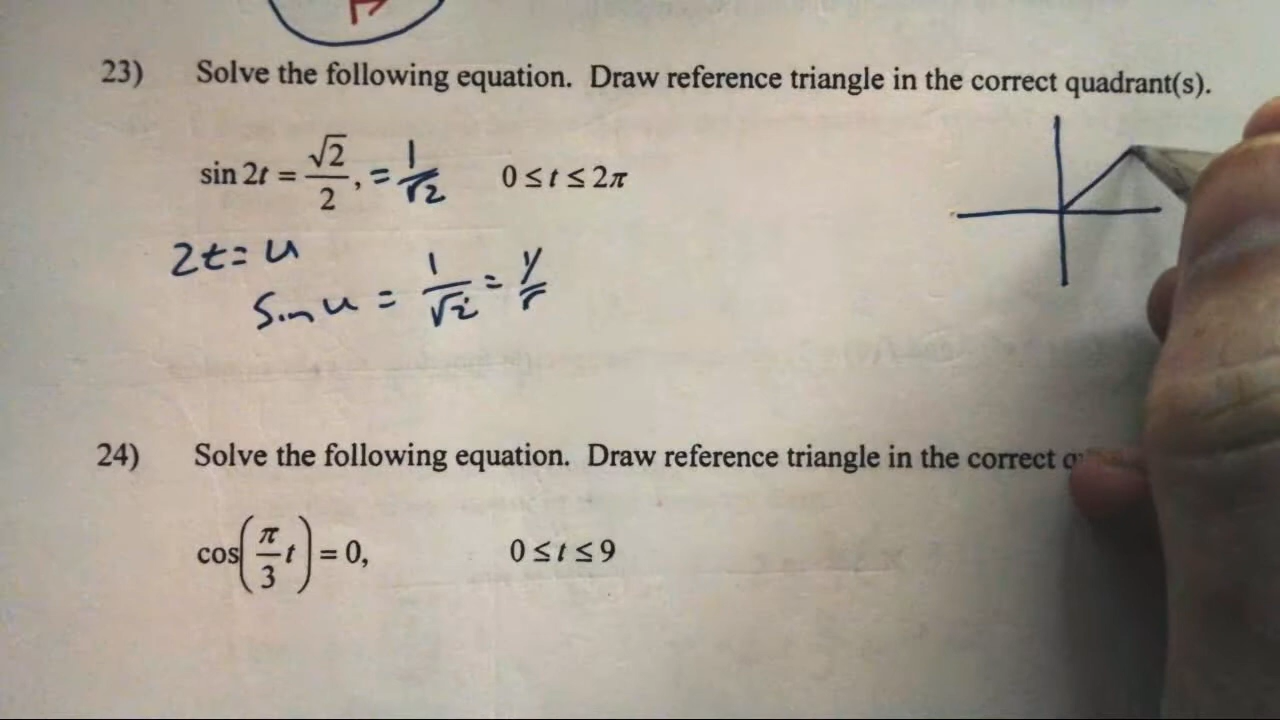 23) Solve the following equation. Draw reference triangle in the correct quadrant(s).
sin 2t = √2/2, = 1/√2 0 ≤ t ≤ 2π
2t = u
Sin u = 1/√2 = y/r
24) Solve the following equation. Draw reference triangle in the correct
cos(π/3 t) = 0, 0 ≤ t ≤ 9